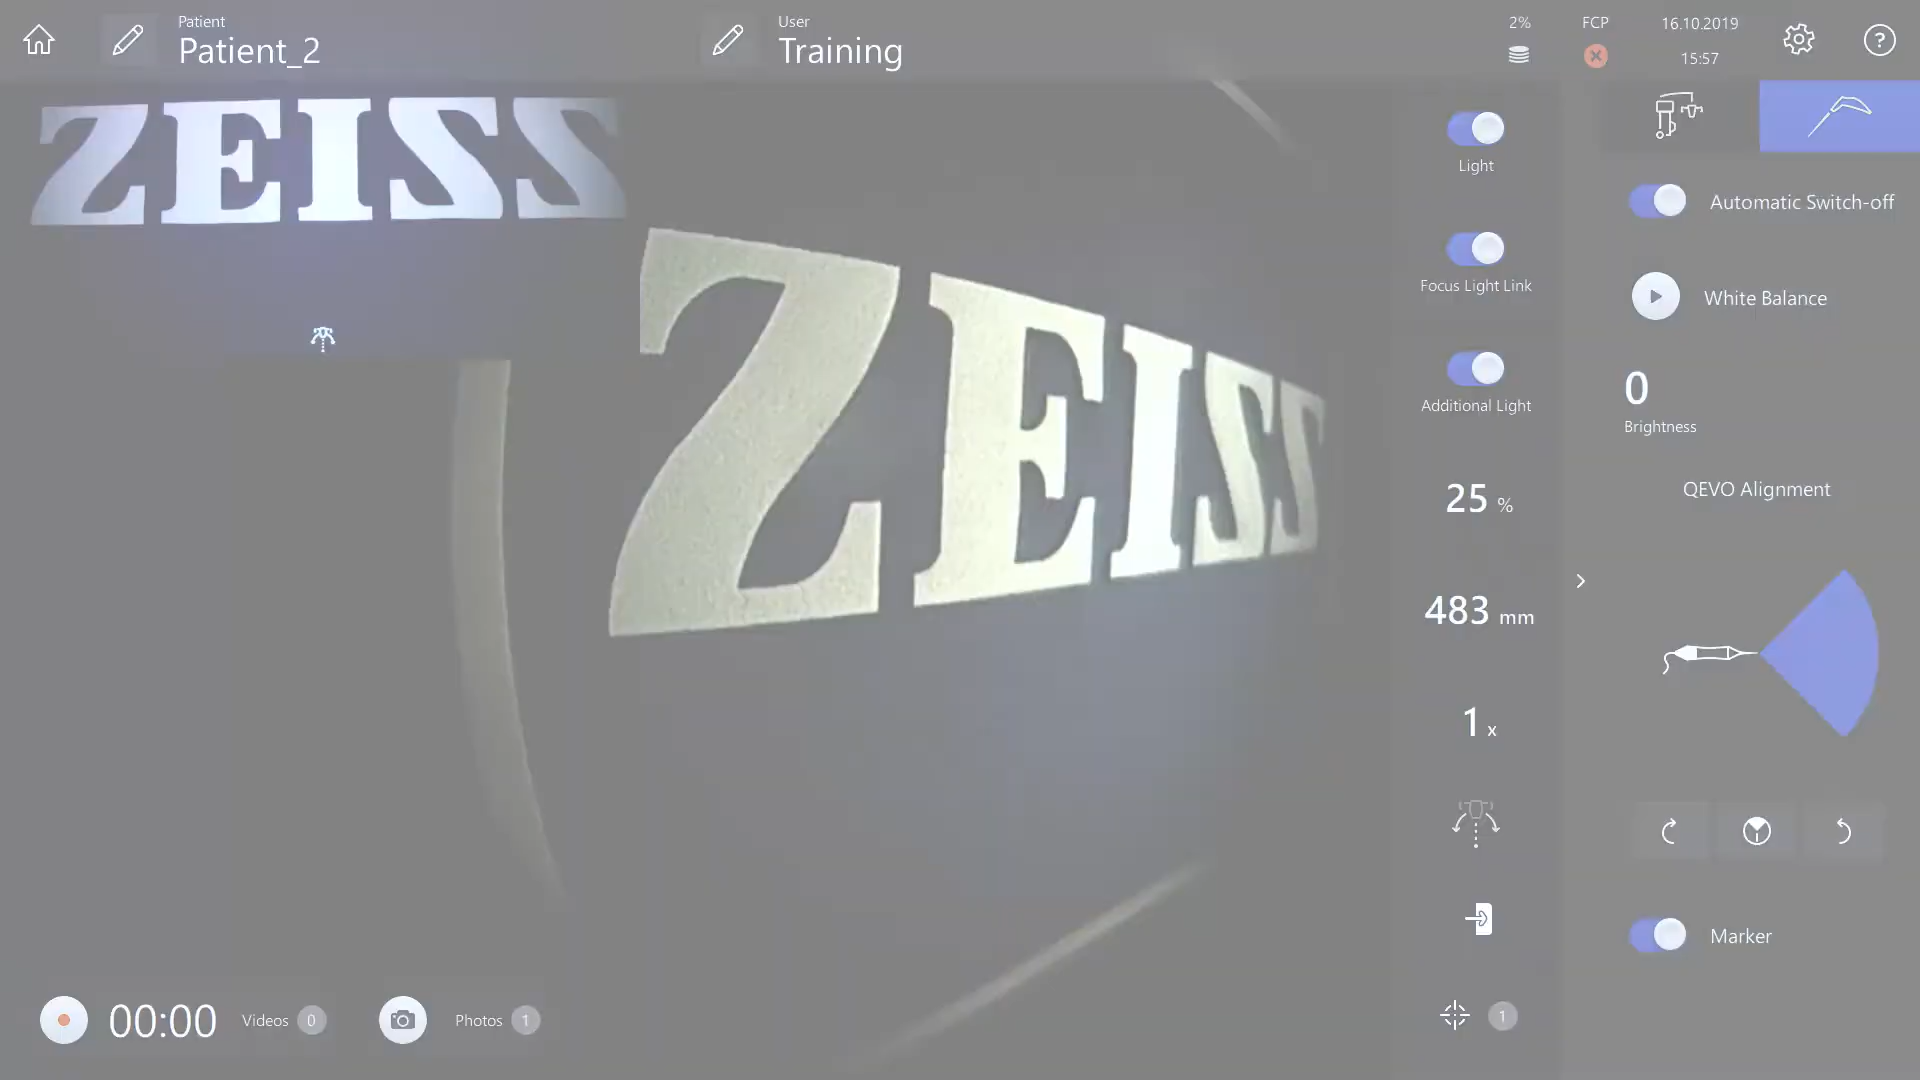 Patient
Patient_2
User
Training
2%
FCP
16.10.2019
15:57
ZEISS
ZEISS
Light
Focus Light Link
Additional Light
25 %
483 mm
1 x
1
Automatic Switch-off
White Balance
0
Brightness
QEVO Alignment
Marker
00:00
Videos 0
Photos 1